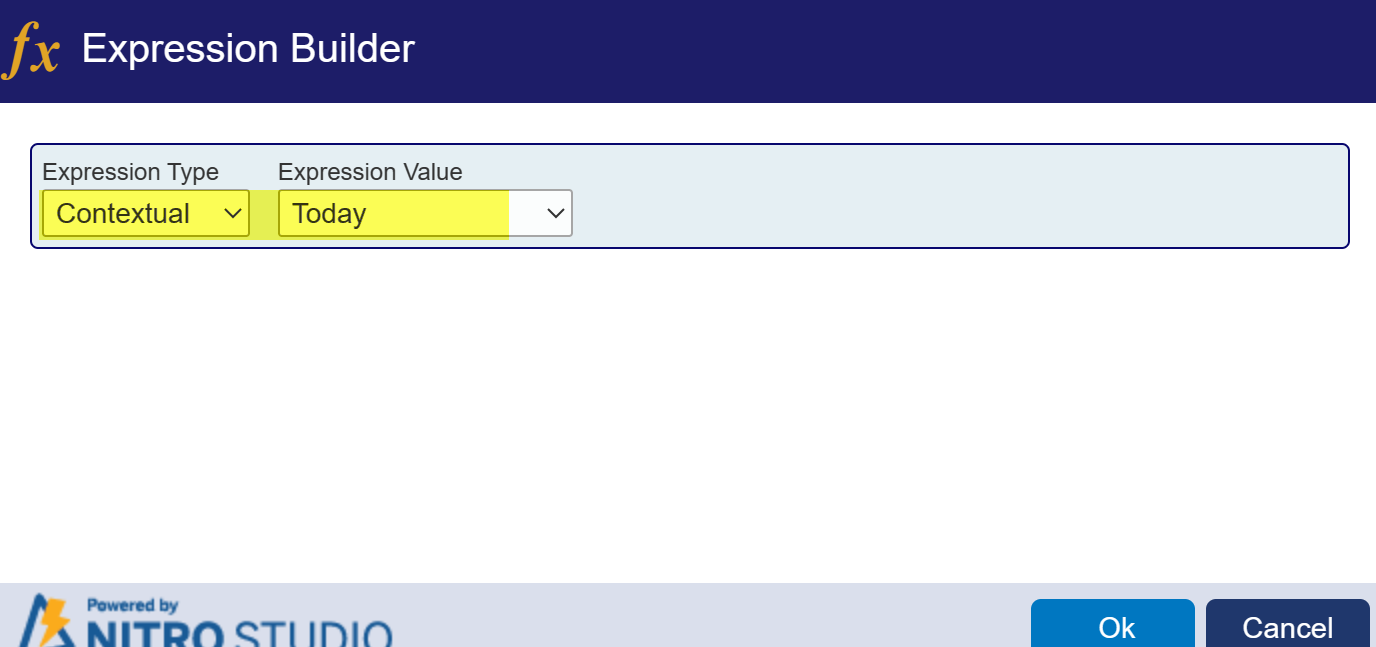 fx Expression Builder
Expression Type Expression Value
Contextual Today
Powered by
NITRO STUDIO
Ok Cancel